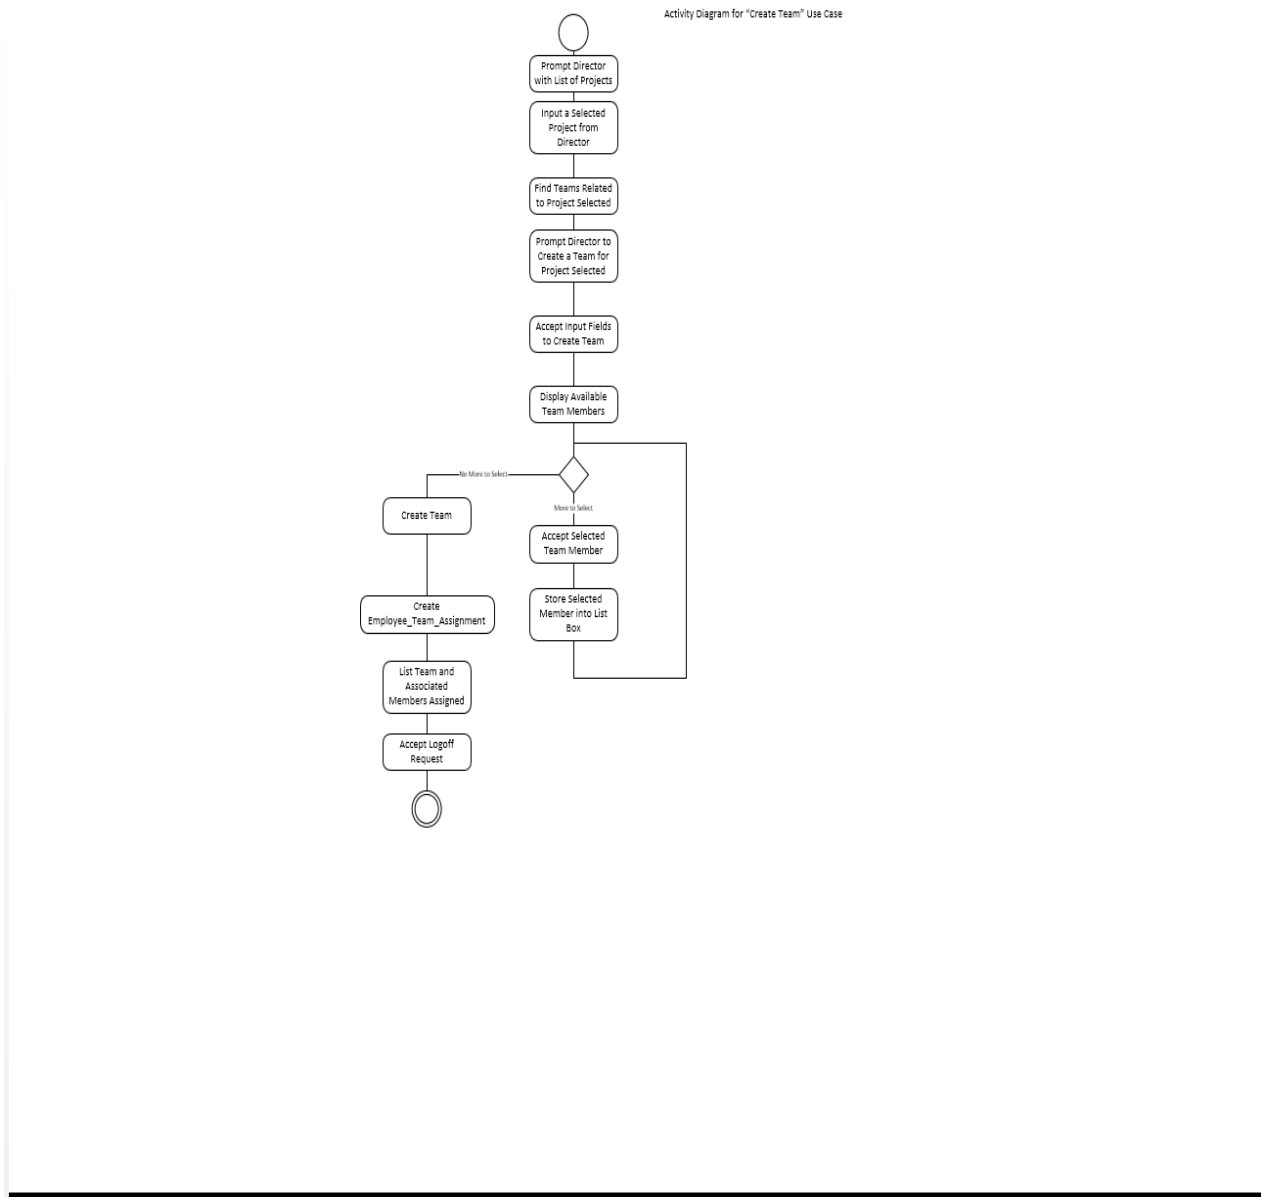 Activity Diagram for “Create Team” Use Case
Prompt Director
with List of Projects
Input a Selected
Project from
Director
Find Teams Related
to Project Selected
Prompt Director to
Create a Team for
Project Selected
Accept Input Fields
to Create Team
Display Available
Team Members
No More to Select
More to Select
Create Team
Accept Selected
Team Member
Store Selected
Member into List
Box
Create
Employee_Team_Assignment
List Team and
Associated
Members Assigned
Accept Logoff
Request